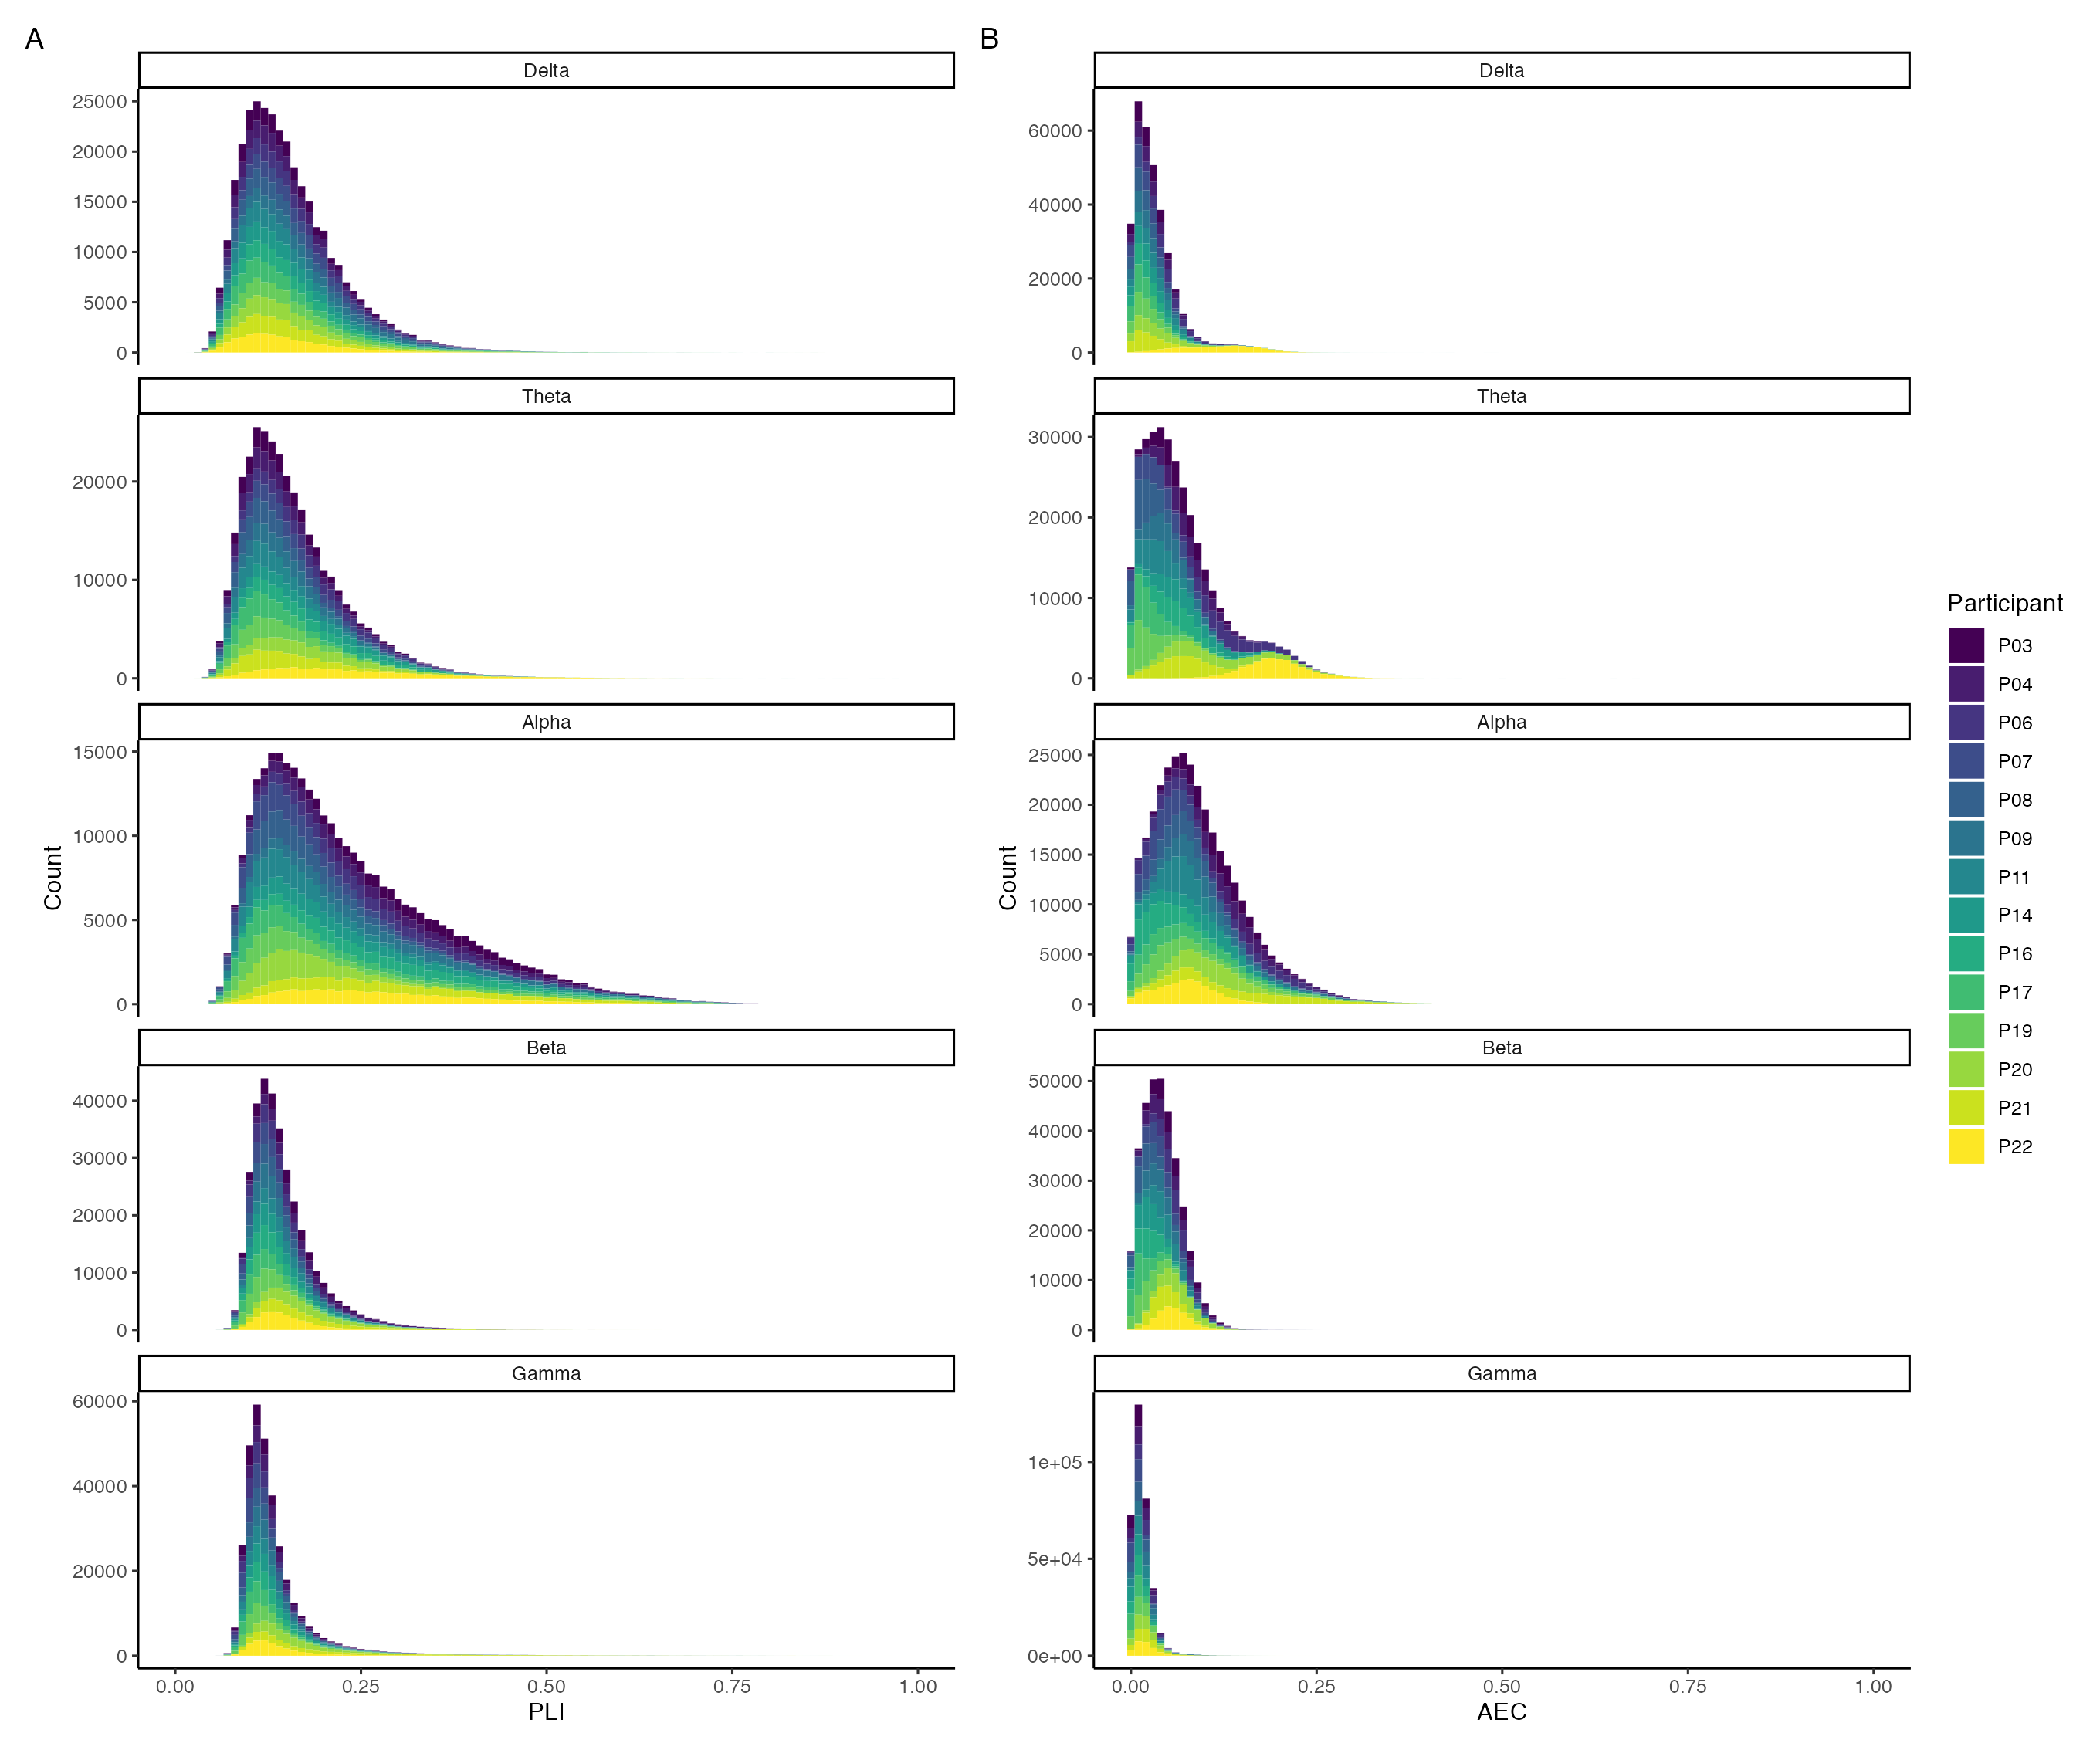 A
Delta
25000
20000
15000
10000
5000
0
Theta
20000
10000
0
Alpha
15000
10000
5000
0
Beta
40000
30000
20000
10000
0
Gamma
60000
40000
20000
0
Count
0.00 0.25 0.50 0.75 1.00
PLI
B
Delta
60000
40000
20000
0
Theta
30000
20000
10000
0
Alpha
25000
20000
15000
10000
5000
0
Beta
50000
40000
30000
20000
10000
0
Gamma
1e+05
5e+04
0e+00
Count
0.00 0.25 0.50 0.75 1.00
AEC
Participant
P03
P04
P06
P07
P08
P09
P11
P14
P16
P17
P19
P20
P21
P22